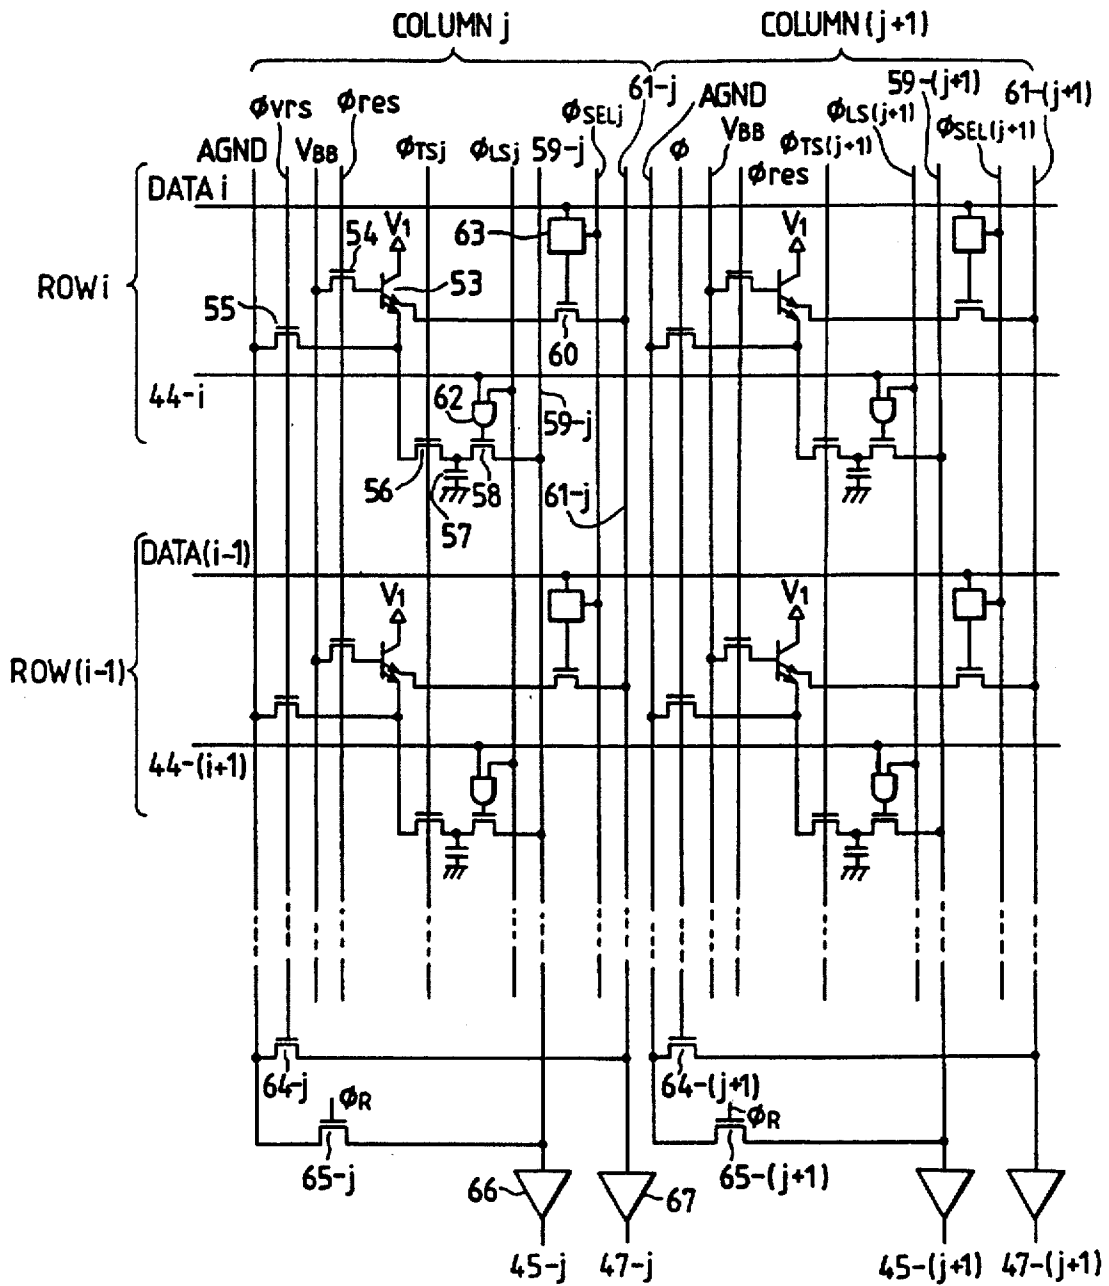 COLUMN j
COLUMN (j+1)
ϕvrs
ϕres
ϕSELj
61-j
AGND
59-(j+1)
61-(j+1)
ϕLS(j+1)
ϕSEL(j+1)
AGND
VBB
ϕTSj
ϕLSj
59-j
ϕ
VBB
ϕres
ϕTS(j+1)
DATA i
ROW i
54
V1
53
63
V1
55
60
44-i
62
59-j
56
57
58
61-j
DATA(i-1)
V1
V1
ROW(i-1)
44-(i+1)
64-j
64-(j+1)
ϕR
ϕR
65-j
65-(j+1)
66
67
45-j
47-j
45-(j+1)
47-(j+1)